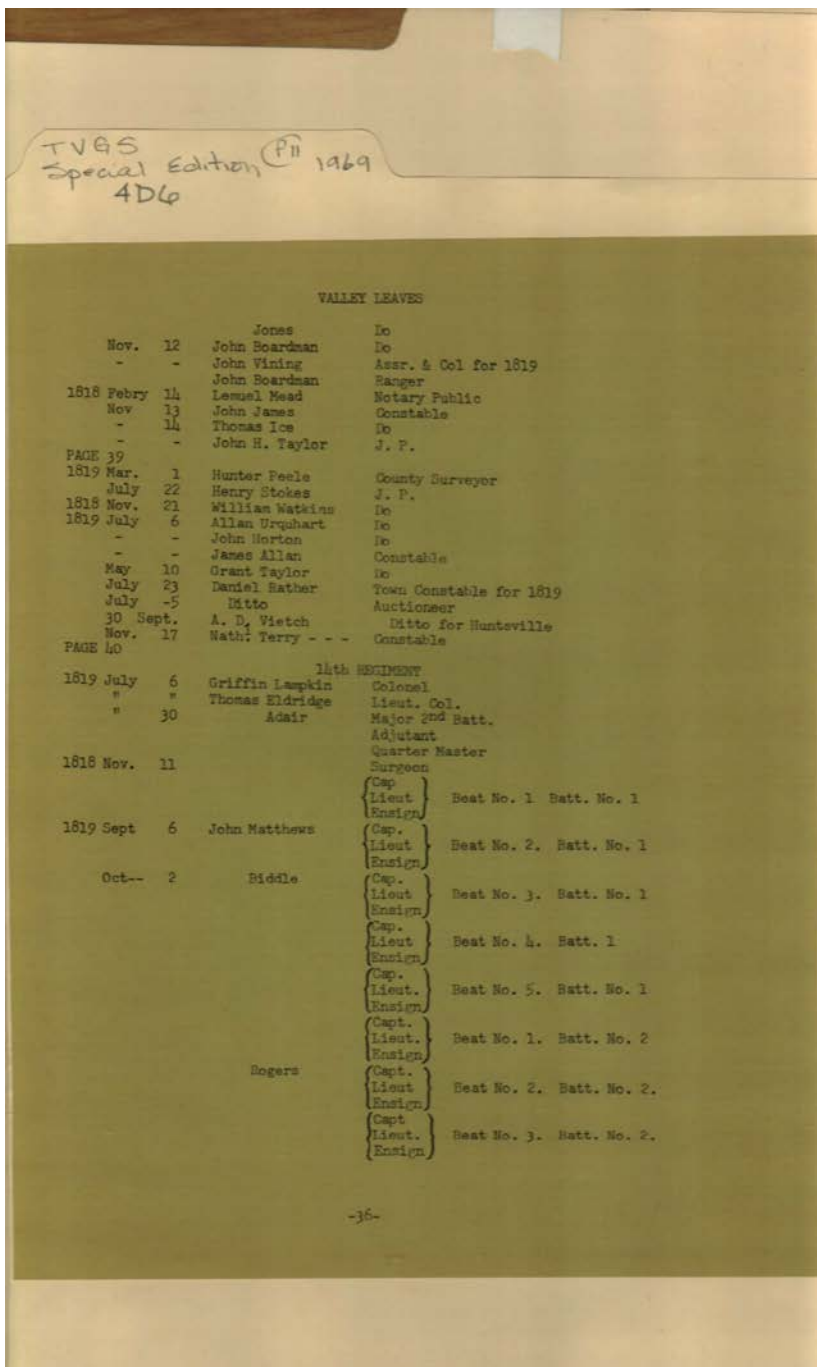 TVGS
Special Edition P11 1969
4D6
VALLEY LEAVES
Jones Do
Nov. 12 John Boardman Do
- - John Vining Assr. & Col for 1819
John Boardman Ranger
1818 Febry 14 Lemuel Mead Notary Public
Nov 13 John James Constable
- 14 Thomas Ice Do
- - John H. Taylor J. P.
PAGE 39
1819 Mar. 1 Hunter Peele County Surveyor
July 22 Henry Stokes J. P.
1818 Nov. 21 William Watkins Do
1819 July 6 Allan Urquhart Do
- - John Horton Do
- - James Allan Constable
May 10 Grant Taylor Do
July 23 Daniel Rather Town Constable for 1819
July -5 Ditto Auctioneer
30 Sept. A. D. Vietch Ditto for Huntsville
Nov. 17 Nath: Terry - - - Constable
PAGE 40
14th REGIMENT
1819 July 6 Griffin Lampkin Colonel
" " Thomas Eldridge Lieut. Col.
" 30 Adair Major 2nd Batt.
Adjutant
Quarter Master
1818 Nov. 11 Surgeon
Cap
Lieut Beat No. 1 Batt. No. 1
Ensign
1819 Sept 6 John Matthews Cap.
Lieut Beat No. 2. Batt. No. 1
Ensign
Oct-- 2 Biddle Cap.
Lieut Beat No. 3. Batt. No. 1
Ensign
Cap.
Lieut Beat No. 4. Batt. 1
Ensign
Cap.
Lieut. Beat No. 5. Batt. No. 1
Ensign
Capt.
Lieut. Beat No. 1. Batt. No. 2
Ensign
Rogers Capt.
Lieut Beat No. 2. Batt. No. 2.
Ensign
Capt
Lieut. Beat No. 3. Batt. No. 2.
Ensign
-36-